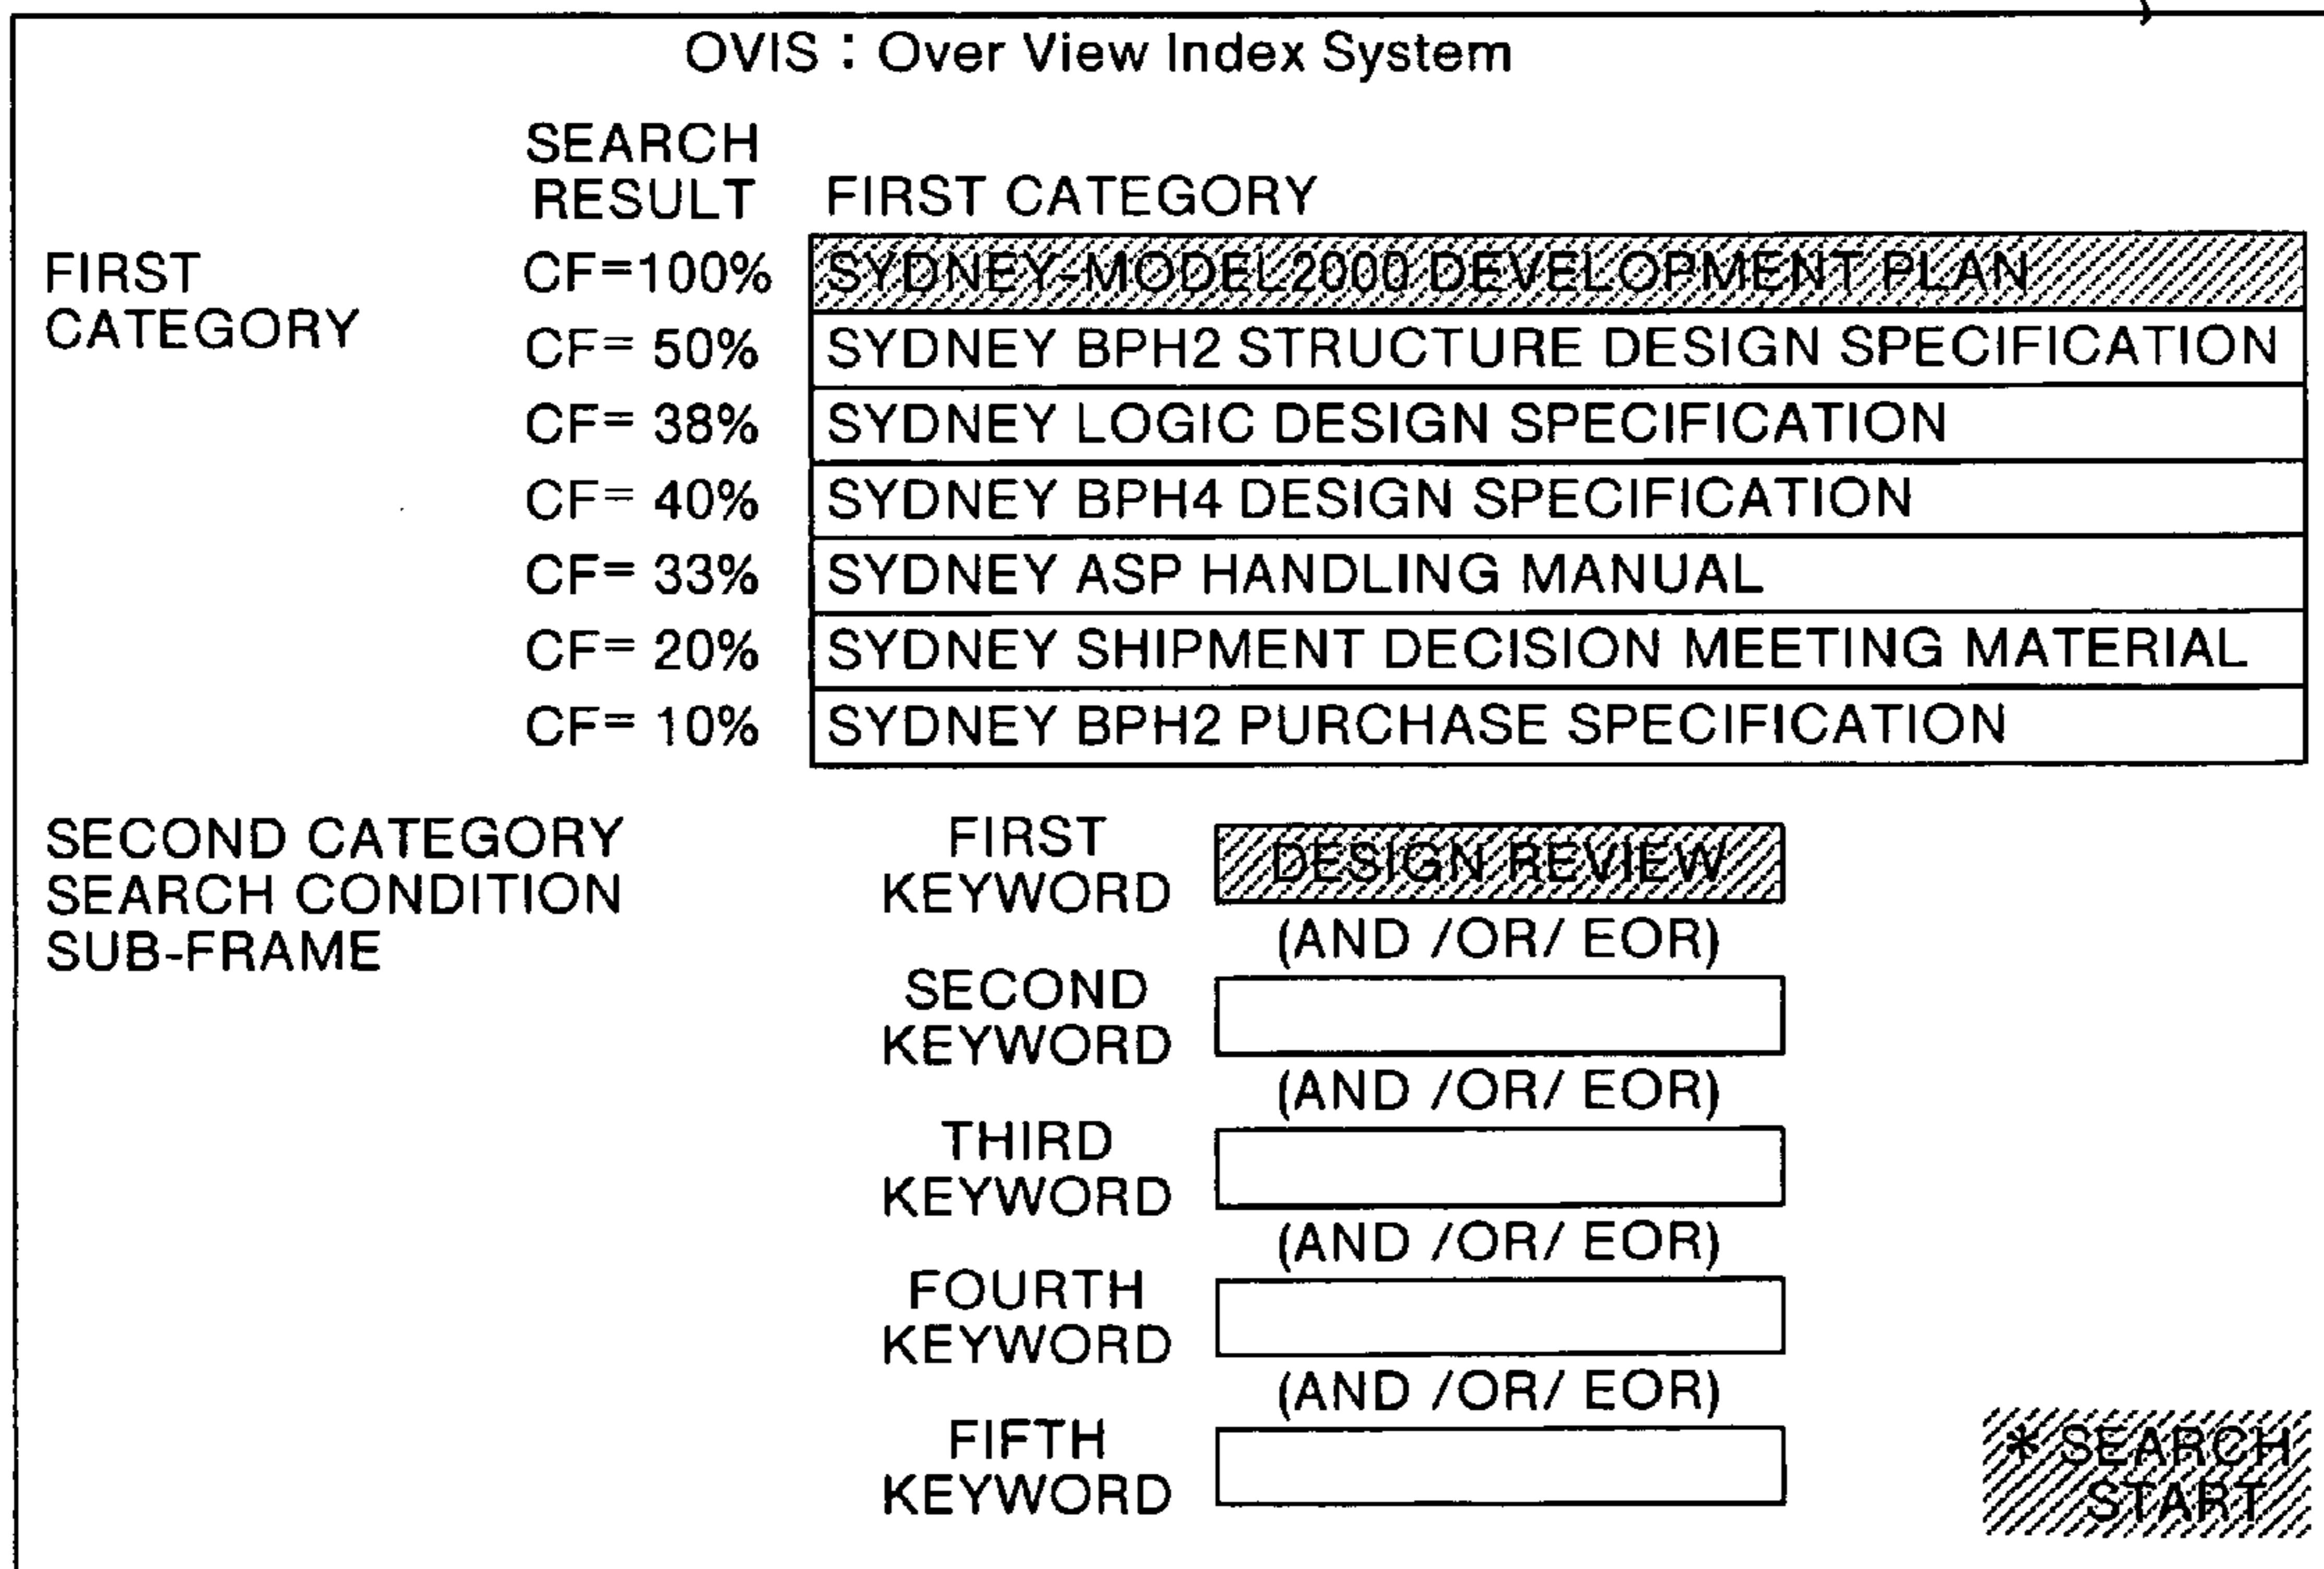 OVIS : Over View Index System
SEARCH
RESULT
FIRST CATEGORY
FIRST
CATEGORY
CF=100% SYDNEY-MODEL2000 DEVELOPMENT PLAN
CF= 50% SYDNEY BPH2 STRUCTURE DESIGN SPECIFICATION
CF= 38% SYDNEY LOGIC DESIGN SPECIFICATION
CF= 40% SYDNEY BPH4 DESIGN SPECIFICATION
CF= 33% SYDNEY ASP HANDLING MANUAL
CF= 20% SYDNEY SHIPMENT DECISION MEETING MATERIAL
CF= 10% SYDNEY BPH2 PURCHASE SPECIFICATION
SECOND CATEGORY
SEARCH CONDITION
SUB-FRAME
FIRST
KEYWORD
DESIGN REVIEW
(AND /OR/ EOR)
SECOND
KEYWORD
(AND /OR/ EOR)
THIRD
KEYWORD
(AND /OR/ EOR)
FOURTH
KEYWORD
(AND /OR/ EOR)
FIFTH
KEYWORD
* SEARCH
START